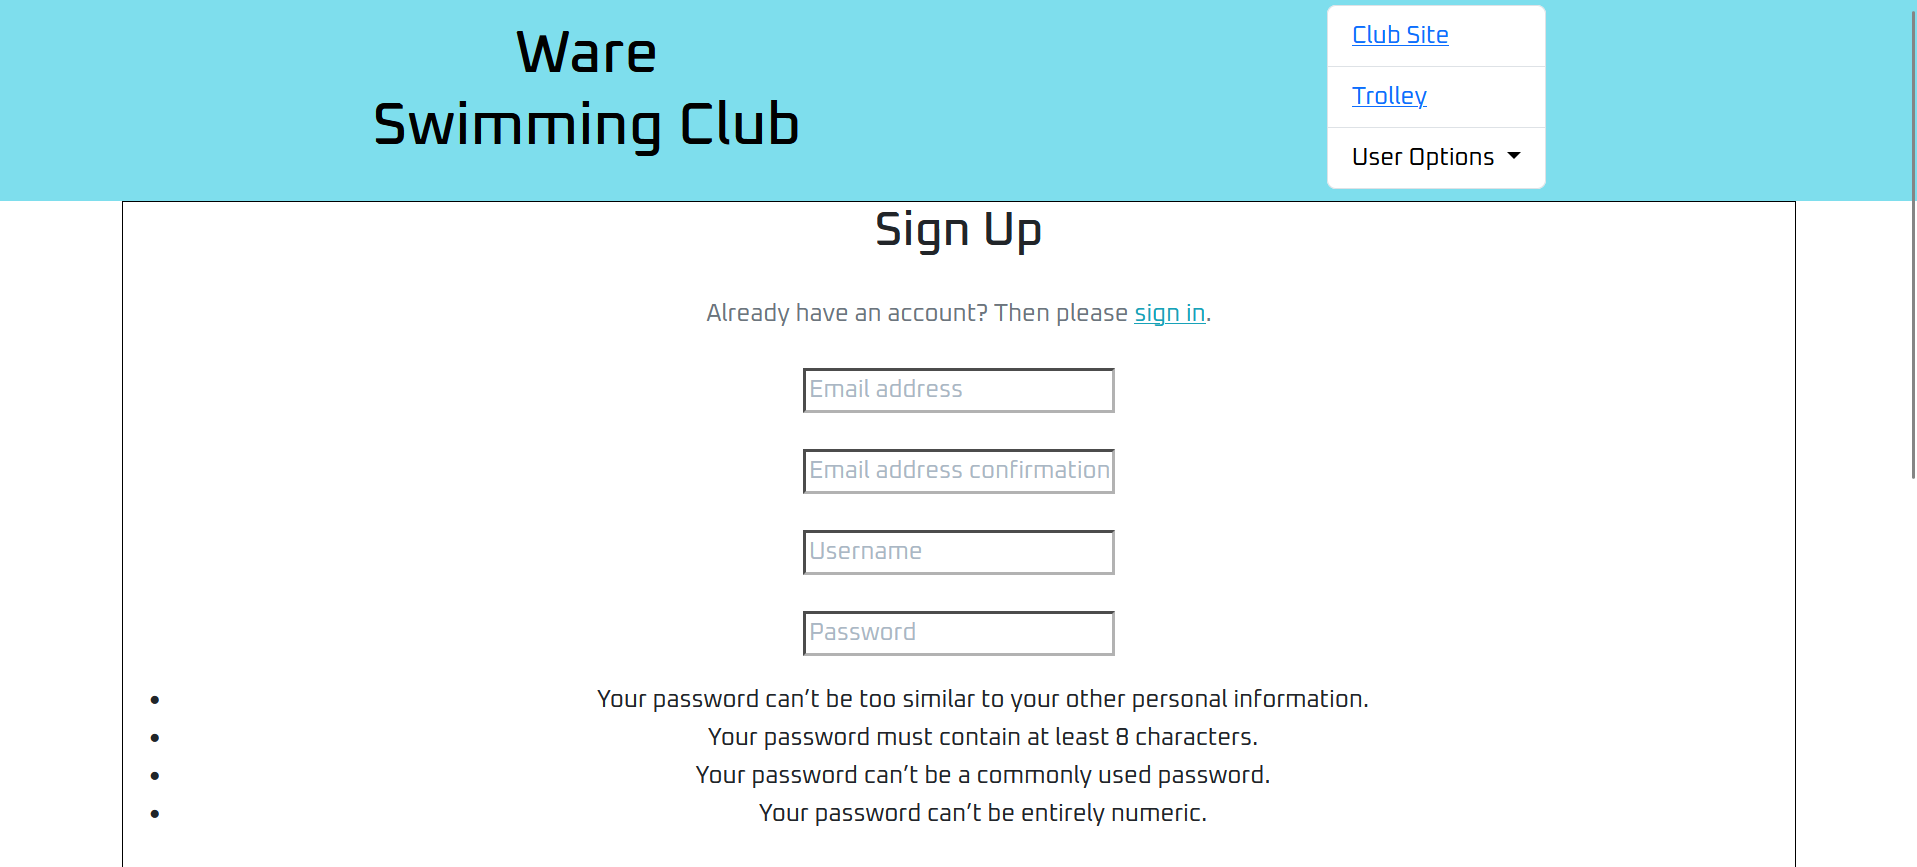 Ware
Swimming Club
Club Site
Trolley
User Options
Sign Up
Already have an account? Then please sign in.
Email address
Email address confirmation
Username
Password
Your password can’t be too similar to your other personal information.
Your password must contain at least 8 characters.
Your password can’t be a commonly used password.
Your password can’t be entirely numeric.